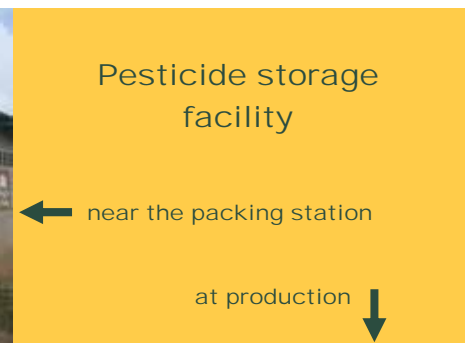 Pesticide storage
facility
near the packing station
at production